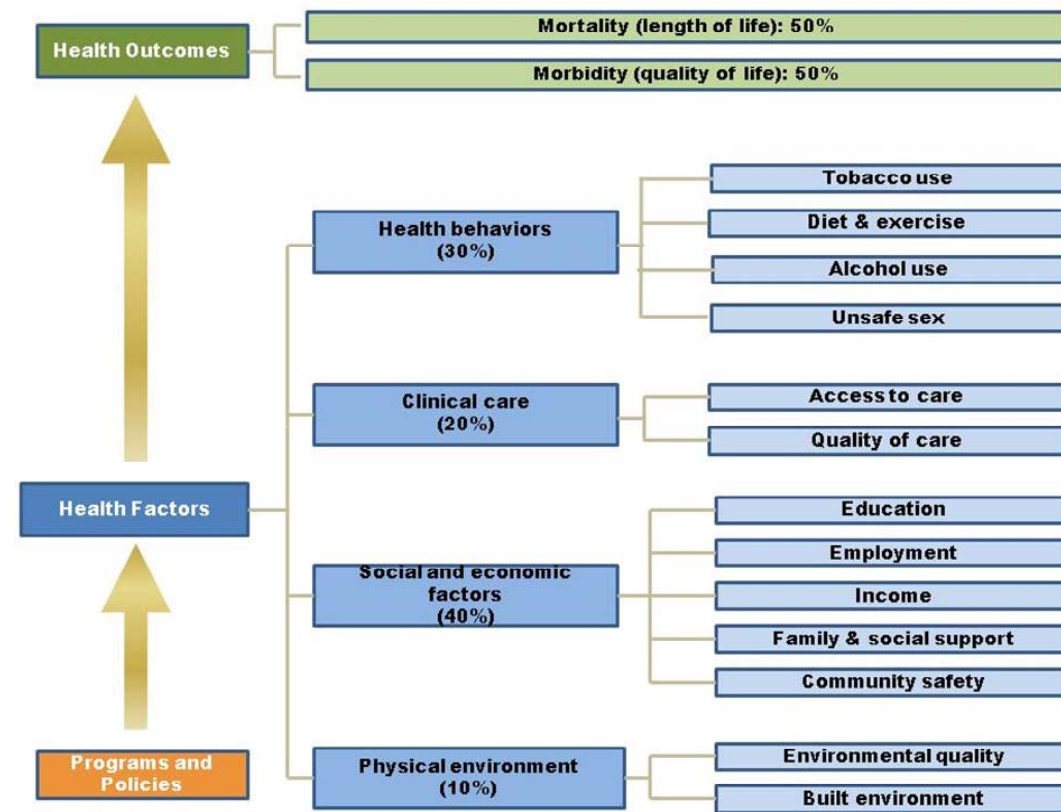 Health Outcomes
Mortality (length of life): 50%
Morbidity (quality of life): 50%
Health Factors
Programs and
Policies
Health behaviors
(30%)
Tobacco use
Diet & exercise
Alcohol use
Unsafe sex
Clinical care
(20%)
Access to care
Quality of care
Social and economic
factors
(40%)
Education
Employment
Income
Family & social support
Community safety
Physical environment
(10%)
Environmental quality
Built environment